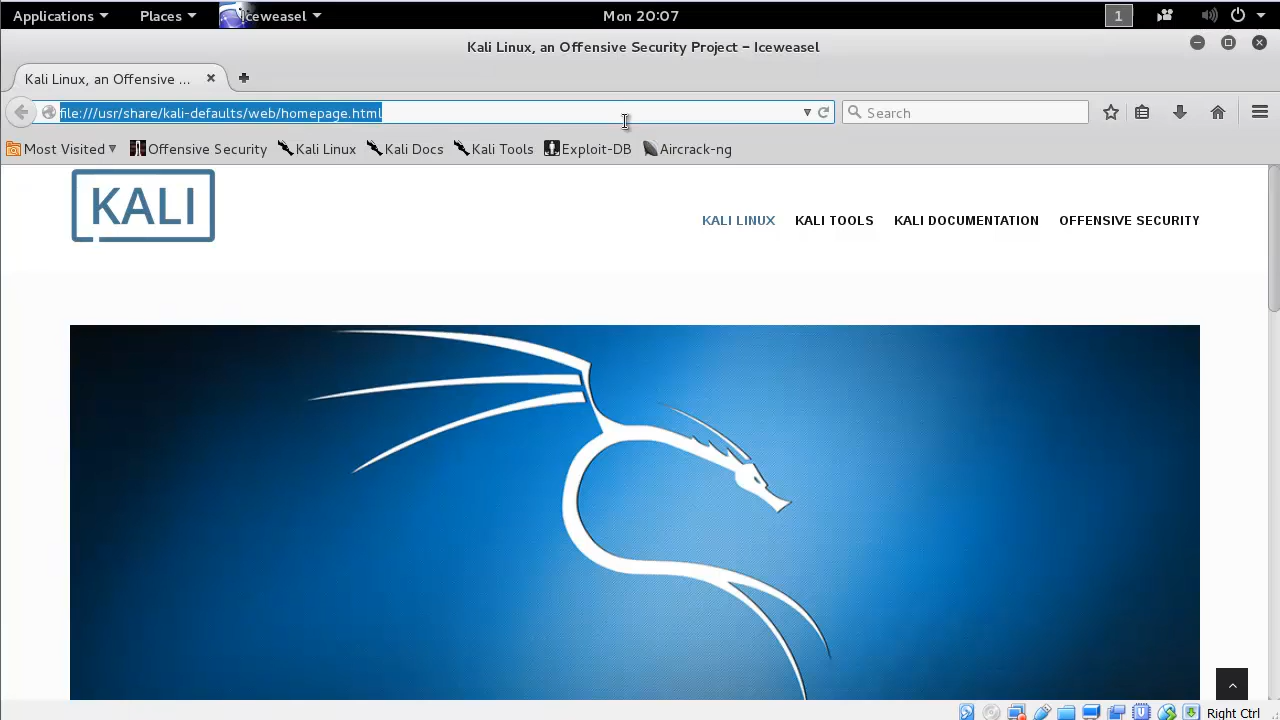 Applications Places Iceweasel Mon 20:07 1
Kali Linux, an Offensive Security Project – Iceweasel
Kali Linux, an Offensive ...
file:///usr/share/kali-defaults/web/homepage.html Search
Most Visited Offensive Security Kali Linux Kali Docs Kali Tools Exploit-DB Aircrack-ng
KALI
KALI LINUX KALI TOOLS KALI DOCUMENTATION OFFENSIVE SECURITY
Right Ctrl